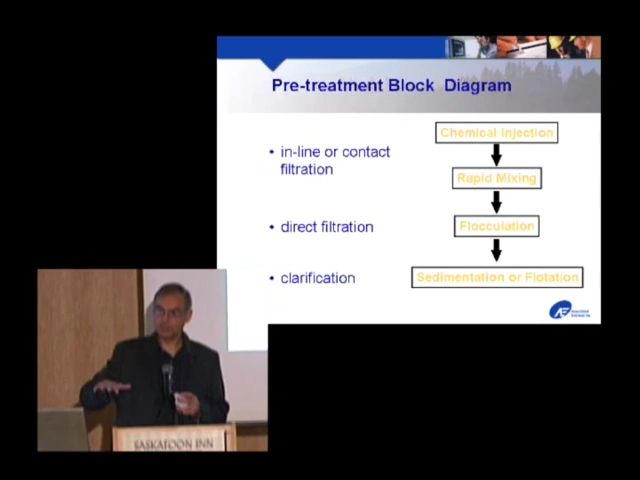 Pre-treatment Block Diagram
• in-line or contact
filtration
• direct filtration
• clarification
Chemical Injection
Rapid Mixing
Flocculation
Sedimentation or Flotation
AE
SASKATOON INN